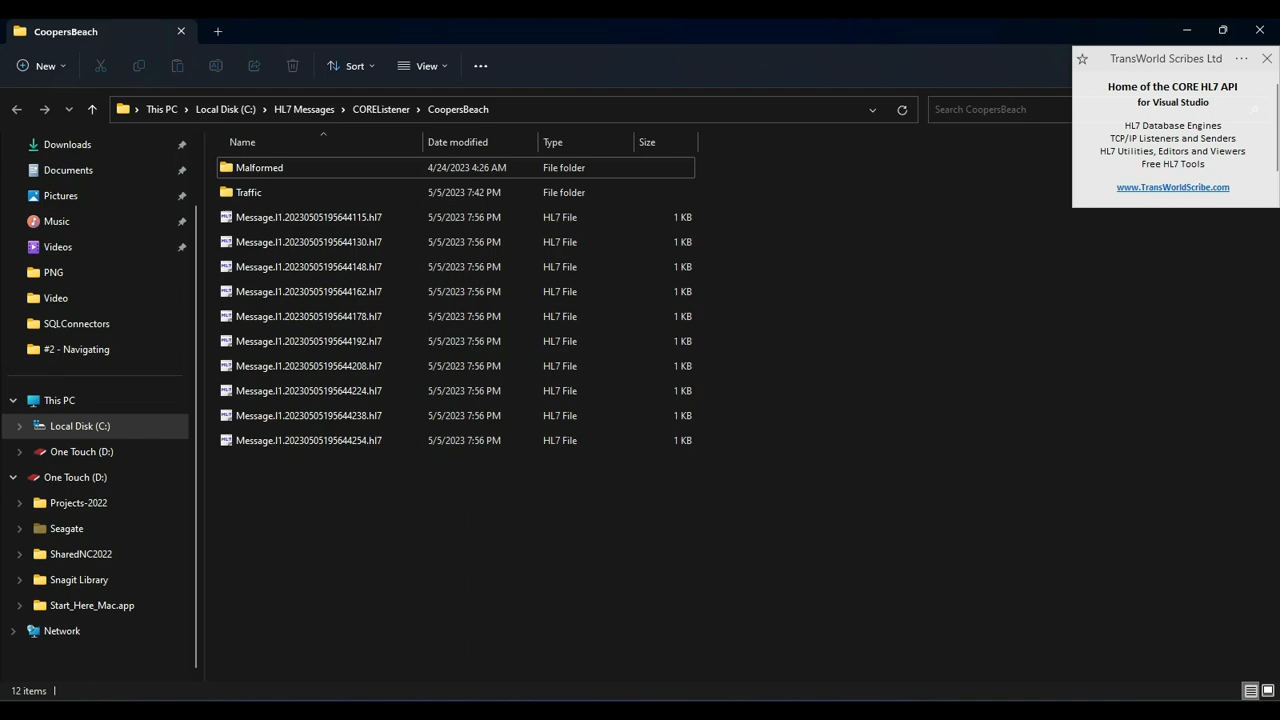 CoopersBeach
New
Sort
View
TransWorld Scribes Ltd
Home of the CORE HL7 API
for Visual Studio
HL7 Database Engines
TCP/IP Listeners and Senders
HL7 Utilities, Editors and Viewers
Free HL7 Tools
www.TransWorldScribe.com
This PC > Local Disk (C:) > HL7 Messages > COREListener > CoopersBeach
Search CoopersBeach
Name Date modified Type Size
Downloads
Documents
Pictures
Music
Videos
PNG
Video
SQLConnectors
#2 - Navigating
This PC
Local Disk (C:)
One Touch (D:)
One Touch (D:)
Projects-2022
Seagate
SharedNC2022
Snagit Library
Start_Here_Mac.app
Network
Malformed 4/24/2023 4:26 AM File folder
Traffic 5/5/2023 7:42 PM File folder
Message.I1.20230505195644115.hl7 5/5/2023 7:56 PM HL7 File 1 KB
Message.I1.20230505195644130.hl7 5/5/2023 7:56 PM HL7 File 1 KB
Message.I1.20230505195644148.hl7 5/5/2023 7:56 PM HL7 File 1 KB
Message.I1.20230505195644162.hl7 5/5/2023 7:56 PM HL7 File 1 KB
Message.I1.20230505195644178.hl7 5/5/2023 7:56 PM HL7 File 1 KB
Message.I1.20230505195644192.hl7 5/5/2023 7:56 PM HL7 File 1 KB
Message.I1.20230505195644208.hl7 5/5/2023 7:56 PM HL7 File 1 KB
Message.I1.20230505195644224.hl7 5/5/2023 7:56 PM HL7 File 1 KB
Message.I1.20230505195644238.hl7 5/5/2023 7:56 PM HL7 File 1 KB
Message.I1.20230505195644254.hl7 5/5/2023 7:56 PM HL7 File 1 KB
12 items